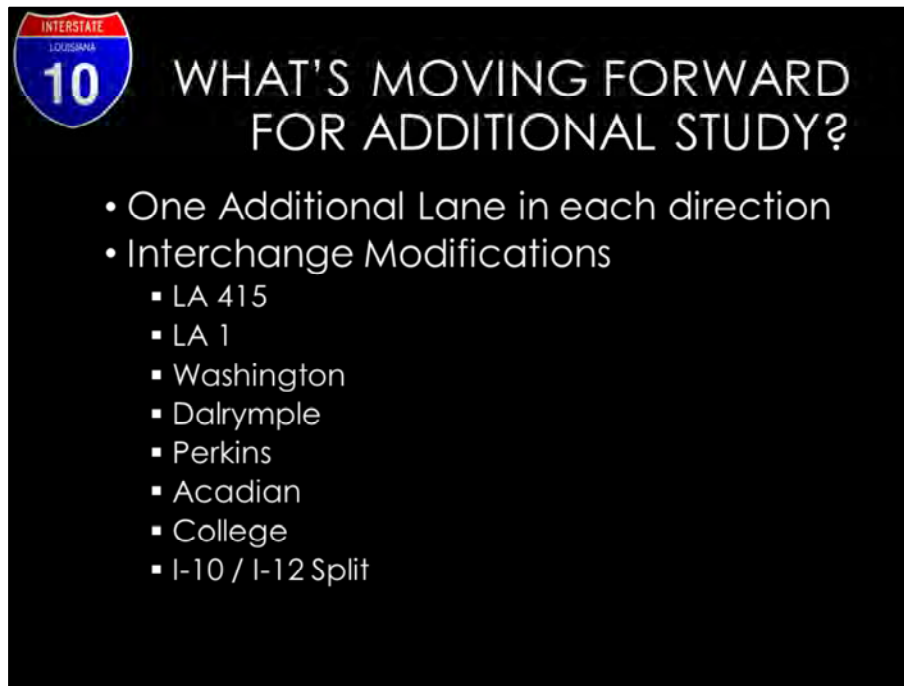 INTERSTATE
LOUISIANA
10
WHAT'S MOVING FORWARD
FOR ADDITIONAL STUDY?
• One Additional Lane in each direction
• Interchange Modifications
▪ LA 415
▪ LA 1
▪ Washington
▪ Dalrymple
▪ Perkins
▪ Acadian
▪ College
▪ I-10 / I-12 Split